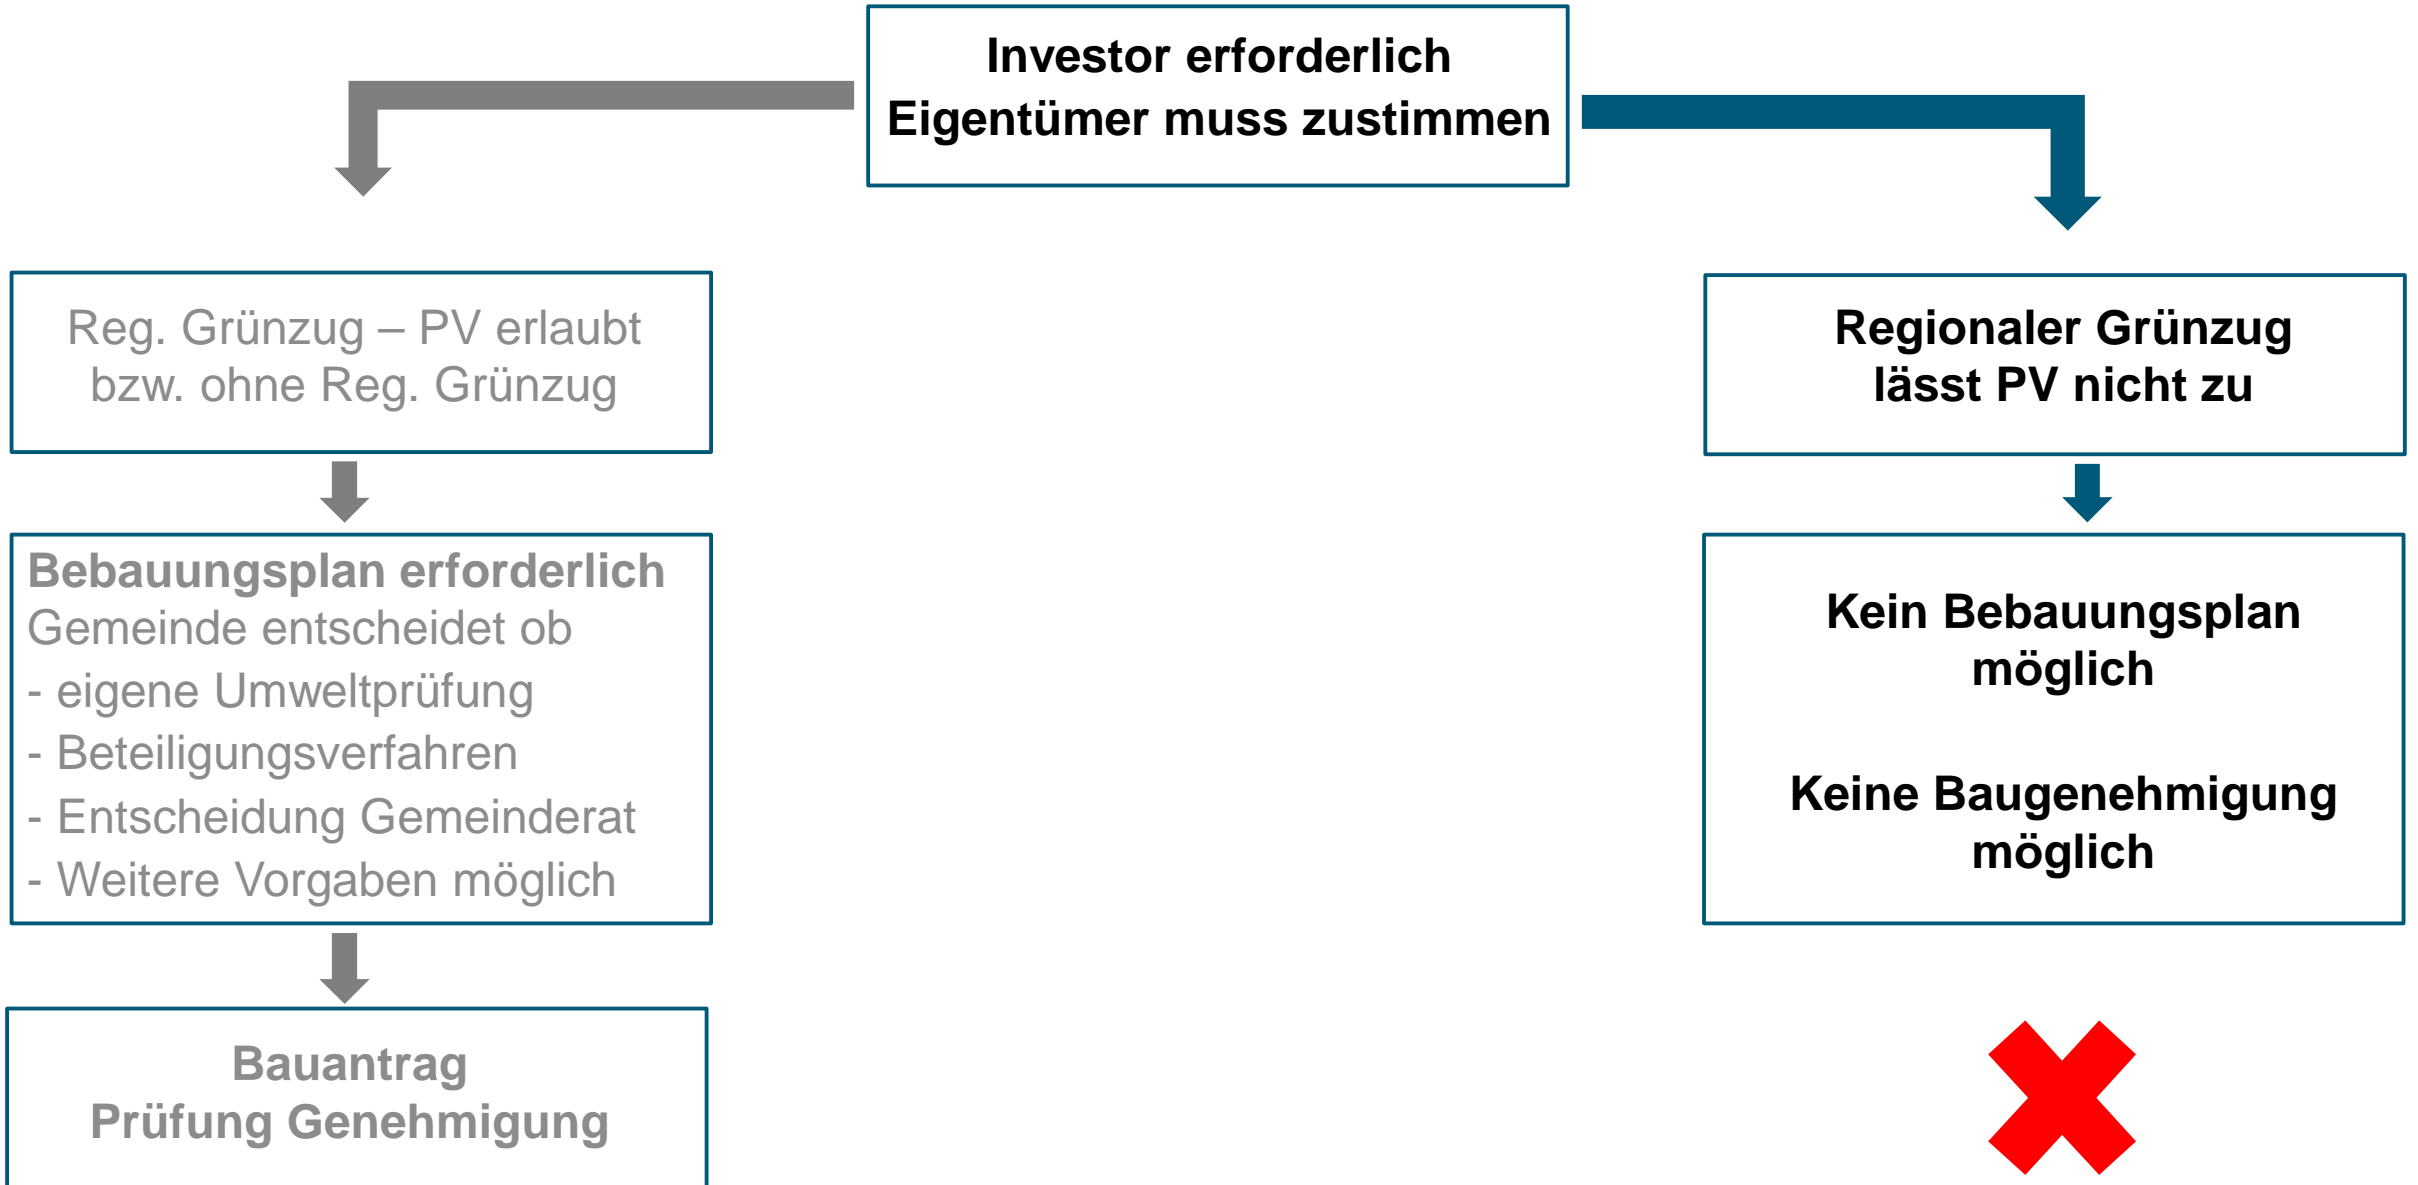 Investor erforderlich
Eigentümer muss zustimmen
Reg. Grünzug – PV erlaubt
bzw. ohne Reg. Grünzug
Bebauungsplan erforderlich
Gemeinde entscheidet ob
- eigene Umweltprüfung
- Beteiligungsverfahren
- Entscheidung Gemeinderat
- Weitere Vorgaben möglich
Bauantrag
Prüfung Genehmigung
Regionaler Grünzug
lässt PV nicht zu
Kein Bebauungsplan
möglich
Keine Baugenehmigung
möglich